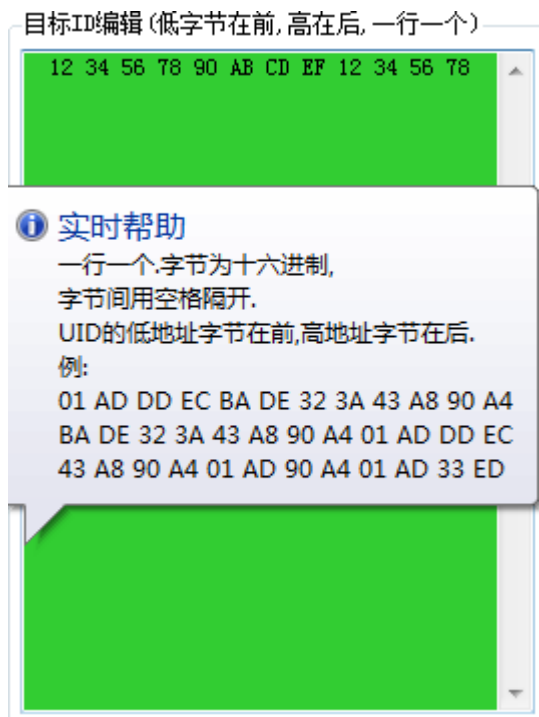 目标ID编辑(低字节在前,高在后,一行一个)
12 34 56 78 90 AB CD EF 12 34 56 78
实时帮助
一行一个.字节为十六进制,
字节间用空格隔开.
UID的低地址字节在前,高地址字节在后.
例:
01 AD DD EC BA DE 32 3A 43 A8 90 A4
BA DE 32 3A 43 A8 90 A4 01 AD DD EC
43 A8 90 A4 01 AD 90 A4 01 AD 33 ED